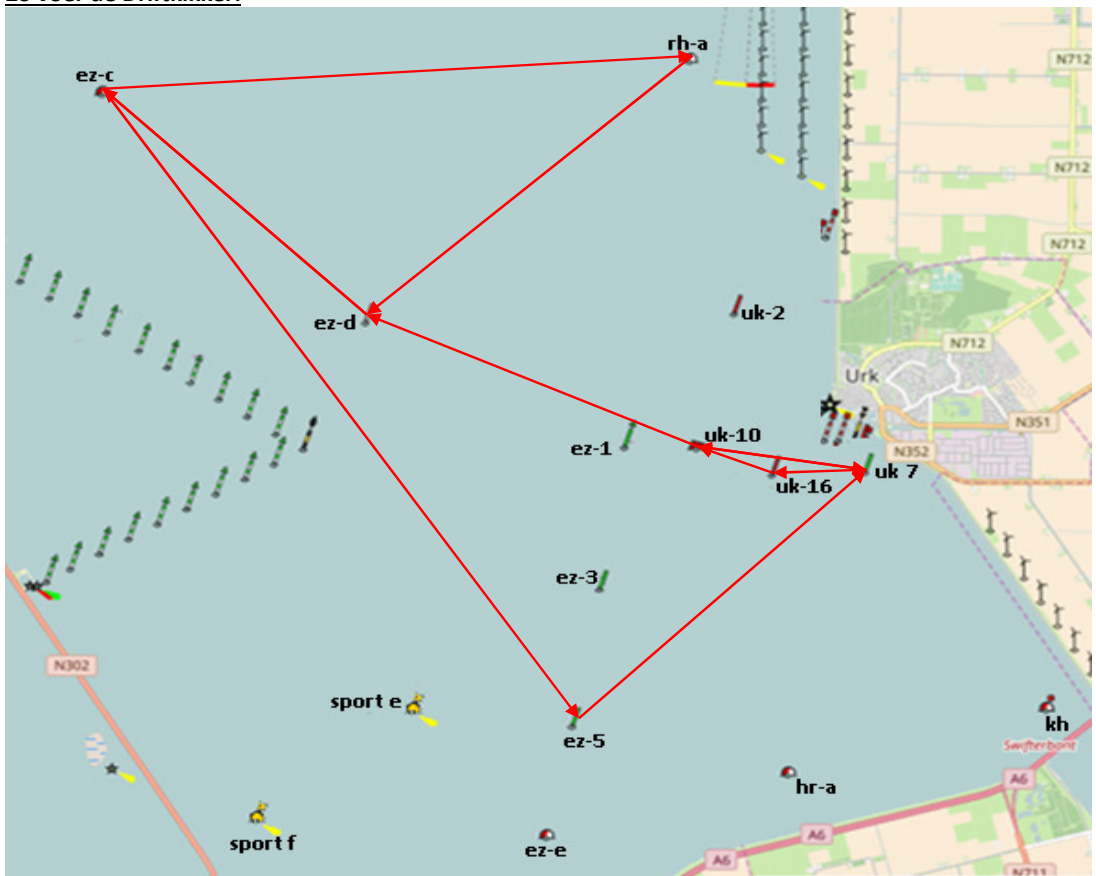 rh-a
N712
ez-c
N712
N712
uk-2
ez-d
N712
Urk
N351
uk-10
ez-1
N352
uk 7
uk-16
ez-3
N302
sport e
kh
ez-5
Swifterbant
A6
hr-a
sport f
A6
ez-e
A6
N711